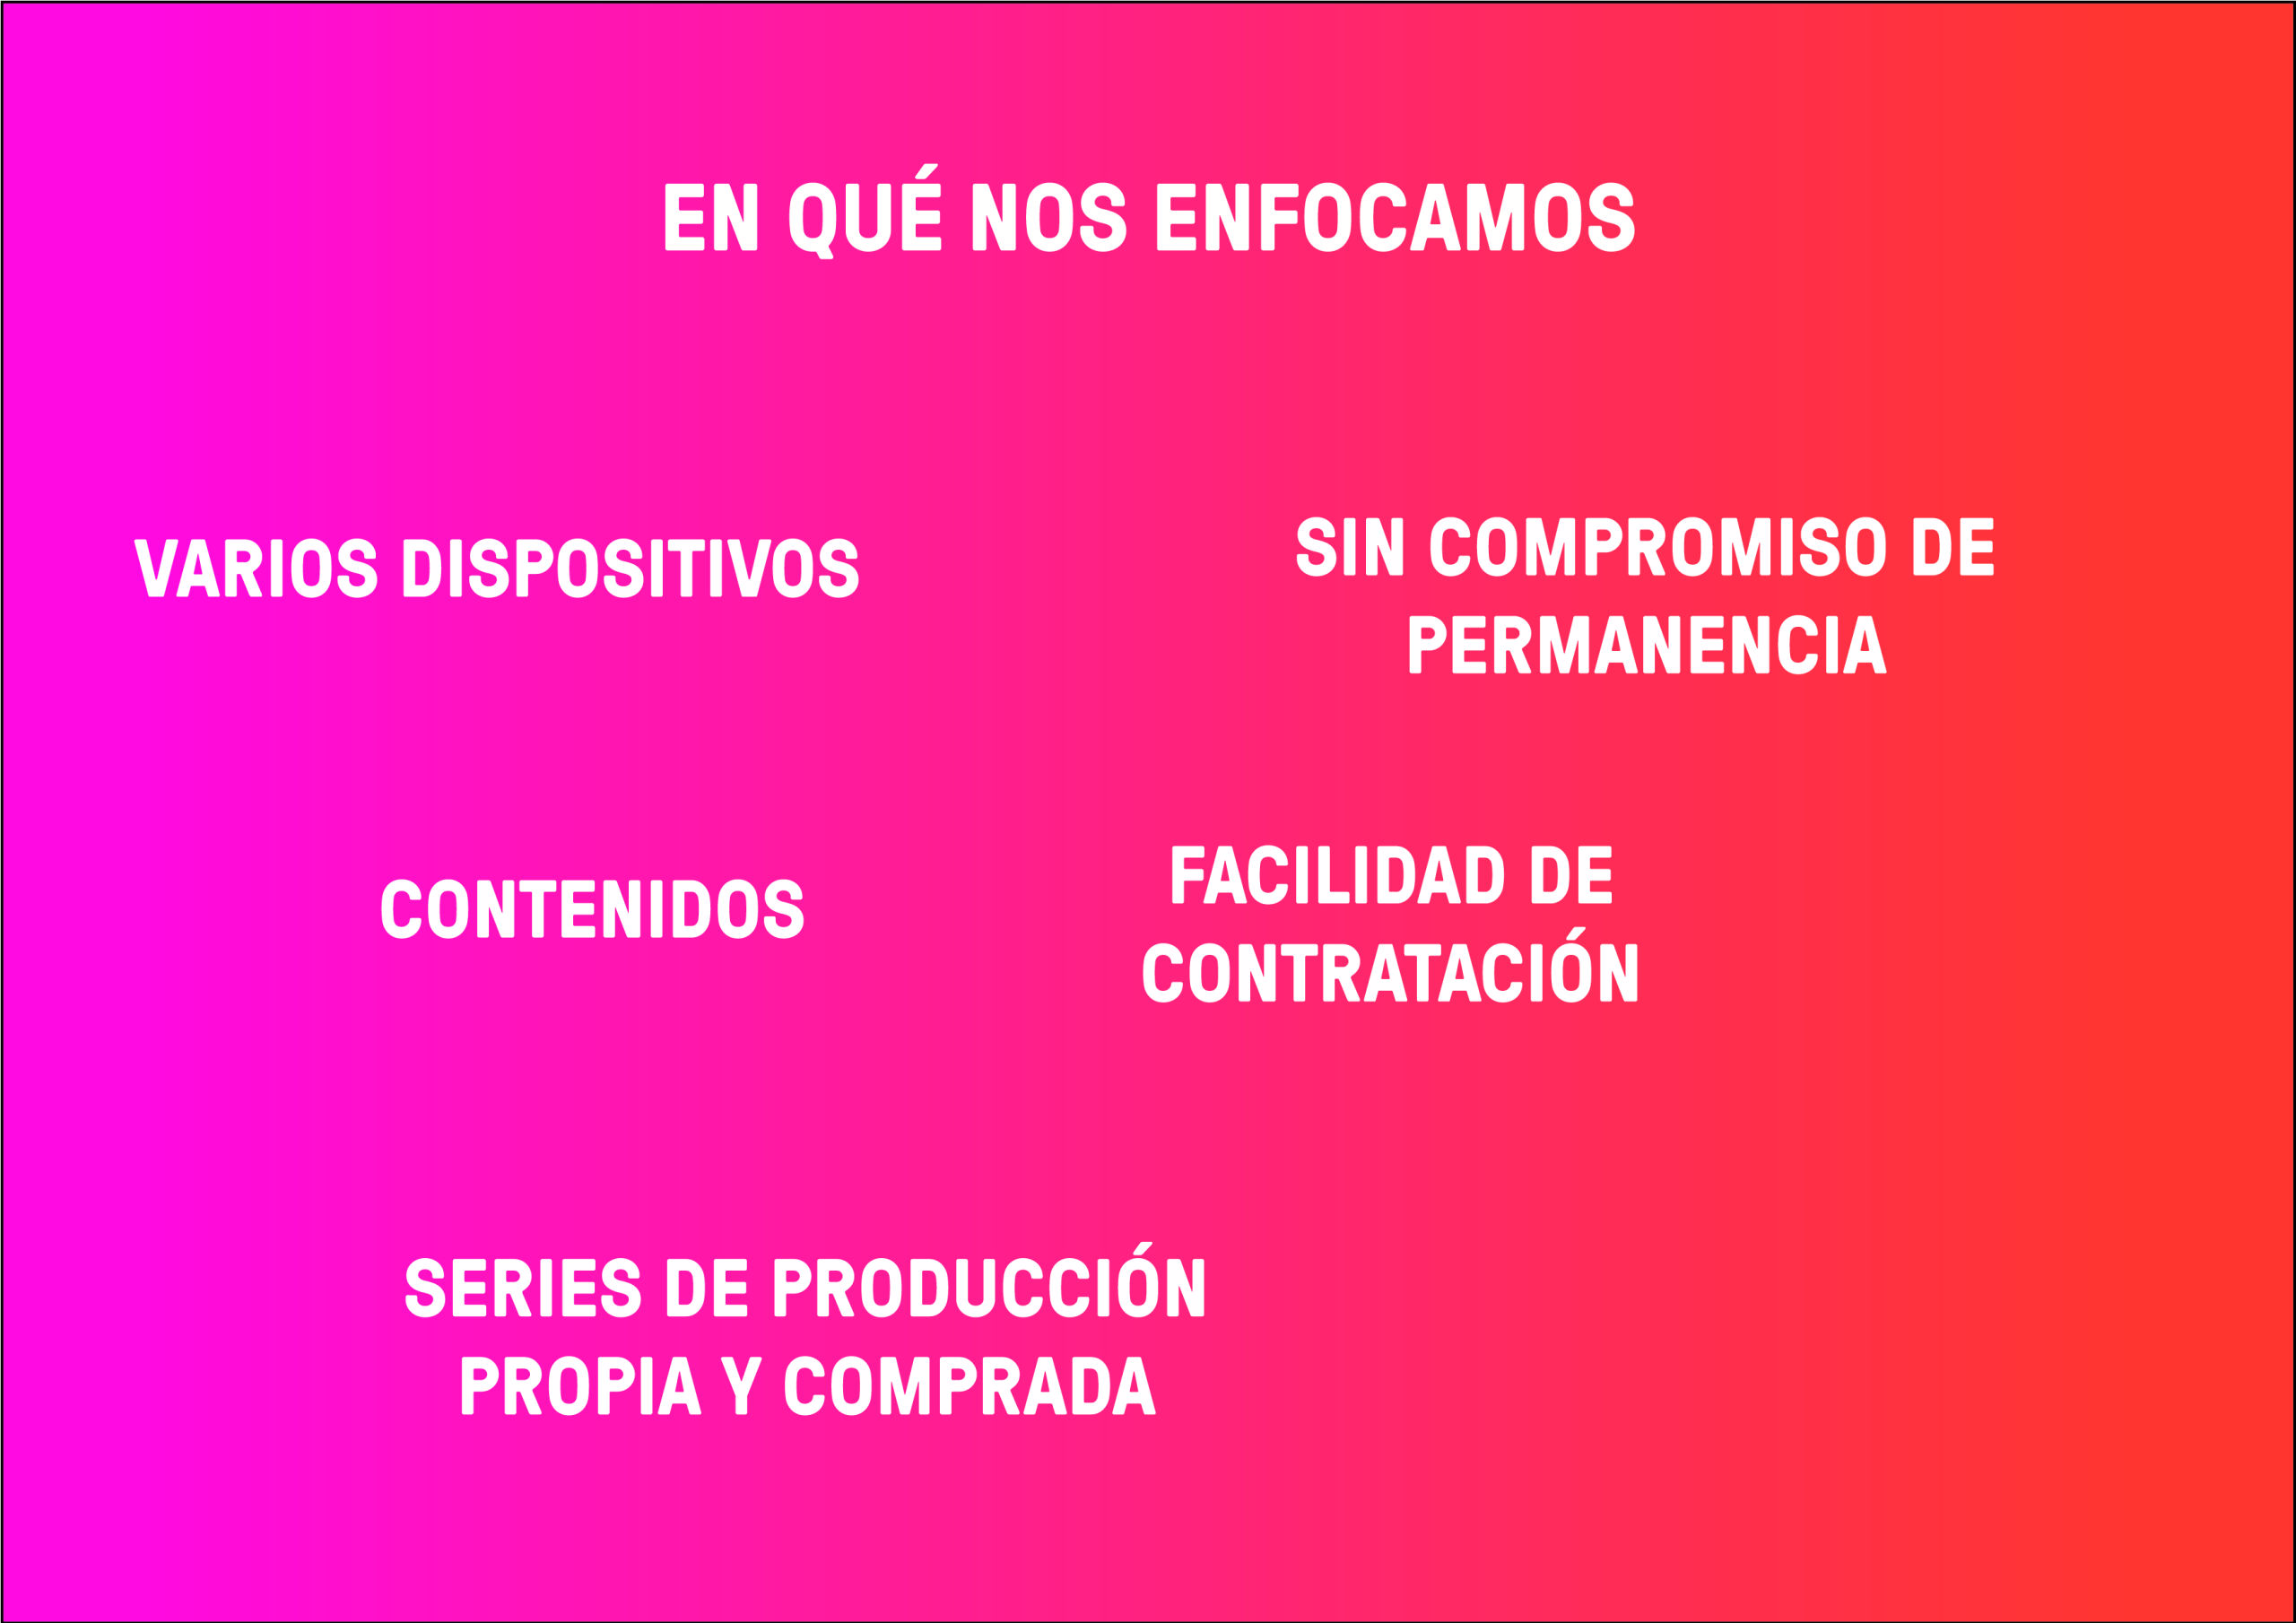 EN QUÉ NOS ENFOCAMOS
VARIOS DISPOSITIVOS
SIN COMPROMISO DE
PERMANENCIA
CONTENIDOS
FACILIDAD DE
CONTRATACIÓN
SERIES DE PRODUCCIÓN
PROPIA Y COMPRADA